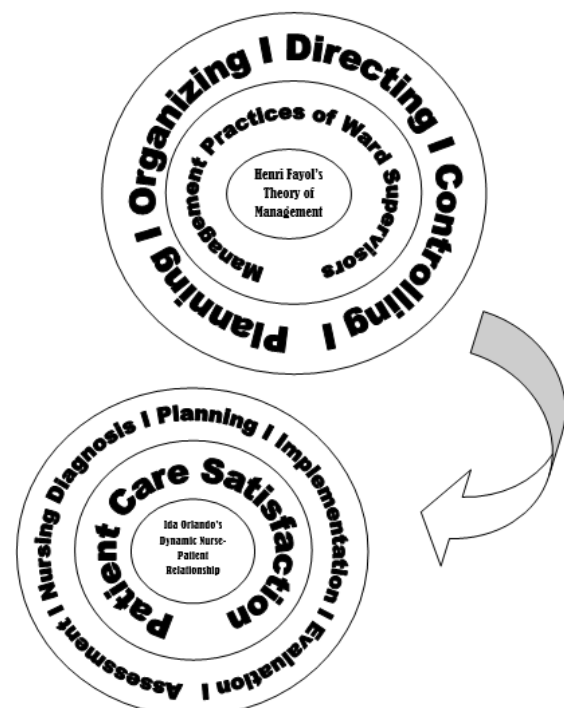 Planning I Organizing I Directing I Controlling I
Management Practices of Ward Supervisors
Henri Fayol's
Theory of
Management
Assessment I Nursing Diagnosis I Planning I Implementation I Evaluation I
Patient Care Satisfaction
Ida Orlando's
Dynamic Nurse-
Patient
Relationship